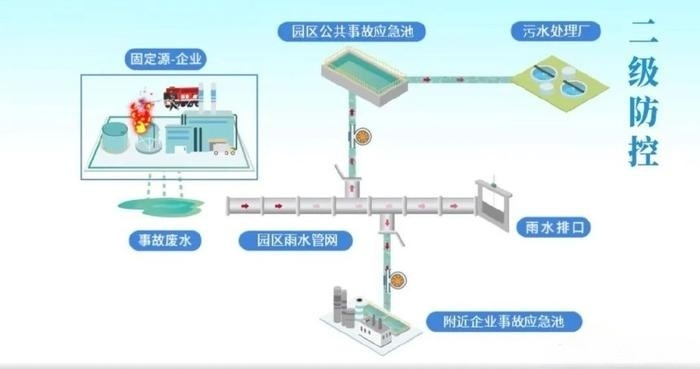 园区公共事故应急池
污水处理厂
固定源-企业
二级防控
事故废水
园区雨水管网
雨水排口
附近企业事故应急池